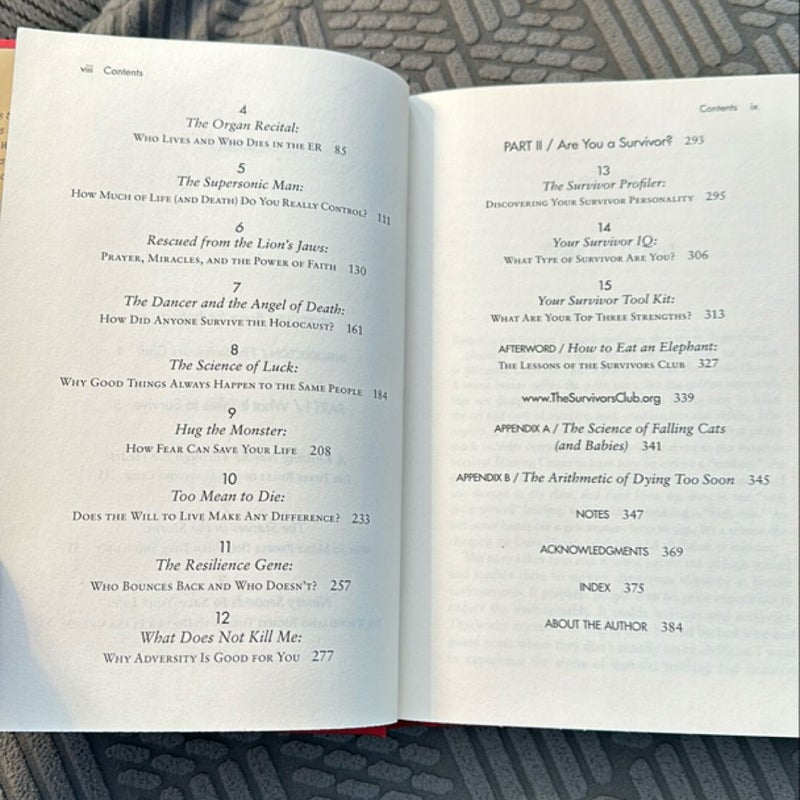 viii Contents
4
The Organ Recital:
WHO LIVES AND WHO DIES IN THE ER 85
5
The Supersonic Man:
HOW MUCH OF LIFE (AND DEATH) DO YOU REALLY CONTROL? 111
6
Rescued from the Lion's Jaws:
PRAYER, MIRACLES, AND THE POWER OF FAITH 130
7
The Dancer and the Angel of Death:
HOW DID ANYONE SURVIVE THE HOLOCAUST? 161
8
The Science of Luck:
WHY GOOD THINGS ALWAYS HAPPEN TO THE SAME PEOPLE 184
9
Hug the Monster:
HOW FEAR CAN SAVE YOUR LIFE 208
10
Too Mean to Die:
DOES THE WILL TO LIVE MAKE ANY DIFFERENCE? 233
11
The Resilience Gene:
WHO BOUNCES BACK AND WHO DOESN'T? 257
12
What Does Not Kill Me:
WHY ADVERSITY IS GOOD FOR YOU 277
Contents ix
PART II / Are You a Survivor? 293
13
The Survivor Profiler:
DISCOVERING YOUR SURVIVOR PERSONALITY 295
14
Your Survivor IQ:
WHAT TYPE OF SURVIVOR ARE YOU? 306
15
Your Survivor Tool Kit:
WHAT ARE YOUR TOP THREE STRENGTHS? 313
AFTERWORD / How to Eat an Elephant:
THE LESSONS OF THE SURVIVORS CLUB 327
www.TheSurvivorsClub.org 339
APPENDIX A / The Science of Falling Cats
(and Babies) 341
APPENDIX B / The Arithmetic of Dying Too Soon 345
NOTES 347
ACKNOWLEDGMENTS 369
INDEX 375
ABOUT THE AUTHOR 384